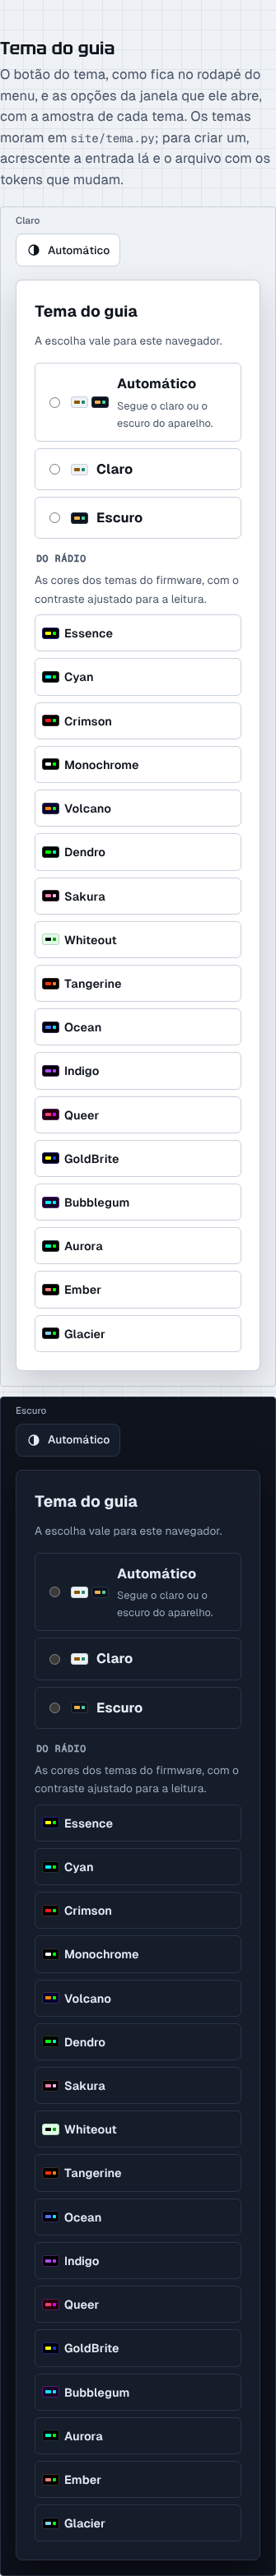 Tema do guia
O botão do tema, como fica no rodapé do
menu, e as opções da janela que ele abre,
com a amostra de cada tema. Os temas
moram em site/tema.py; para criar um,
acrescente a entrada lá e o arquivo com os
tokens que mudam.
Claro
Automático
Tema do guia
A escolha vale para este navegador.
Automático
Segue o claro ou o
escuro do aparelho.
Claro
Escuro
DO RÁDIO
As cores dos temas do firmware, com o
contraste ajustado para a leitura.
Essence
Cyan
Crimson
Monochrome
Volcano
Dendro
Sakura
Whiteout
Tangerine
Ocean
Indigo
Queer
GoldBrite
Bubblegum
Aurora
Ember
Glacier
Escuro
Automático
Tema do guia
A escolha vale para este navegador.
Automático
Segue o claro ou o
escuro do aparelho.
Claro
Escuro
DO RÁDIO
As cores dos temas do firmware, com o
contraste ajustado para a leitura.
Essence
Cyan
Crimson
Monochrome
Volcano
Dendro
Sakura
Whiteout
Tangerine
Ocean
Indigo
Queer
GoldBrite
Bubblegum
Aurora
Ember
Glacier